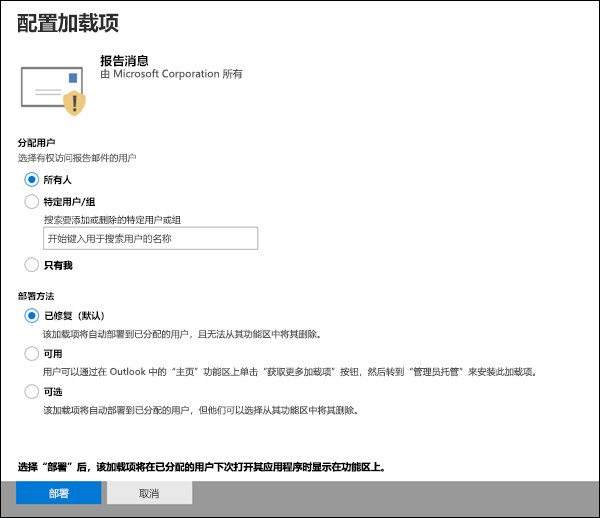 配置加载项
报告消息
由 Microsoft Corporation 所有
分配用户
选择有权访问报告邮件的用户
所有人
特定用户/组
搜索要添加或删除的特定用户或组
开始键入用于搜索用户的名称
只有我
部署方法
已修复（默认）
该加载项将自动部署到已分配的用户，且无法从其功能区中将其删除。
可用
用户可以通过在 Outlook 中的“主页”功能区上单击“获取更多加载项”按钮，然后转到“管理员托管”来安装此加载项。
可选
该加载项将自动部署到已分配的用户，但他们可以选择从其功能区中将其删除。
选择“部署”后，该加载项将在已分配的用户下次打开其应用程序时显示在功能区上。
部署
取消